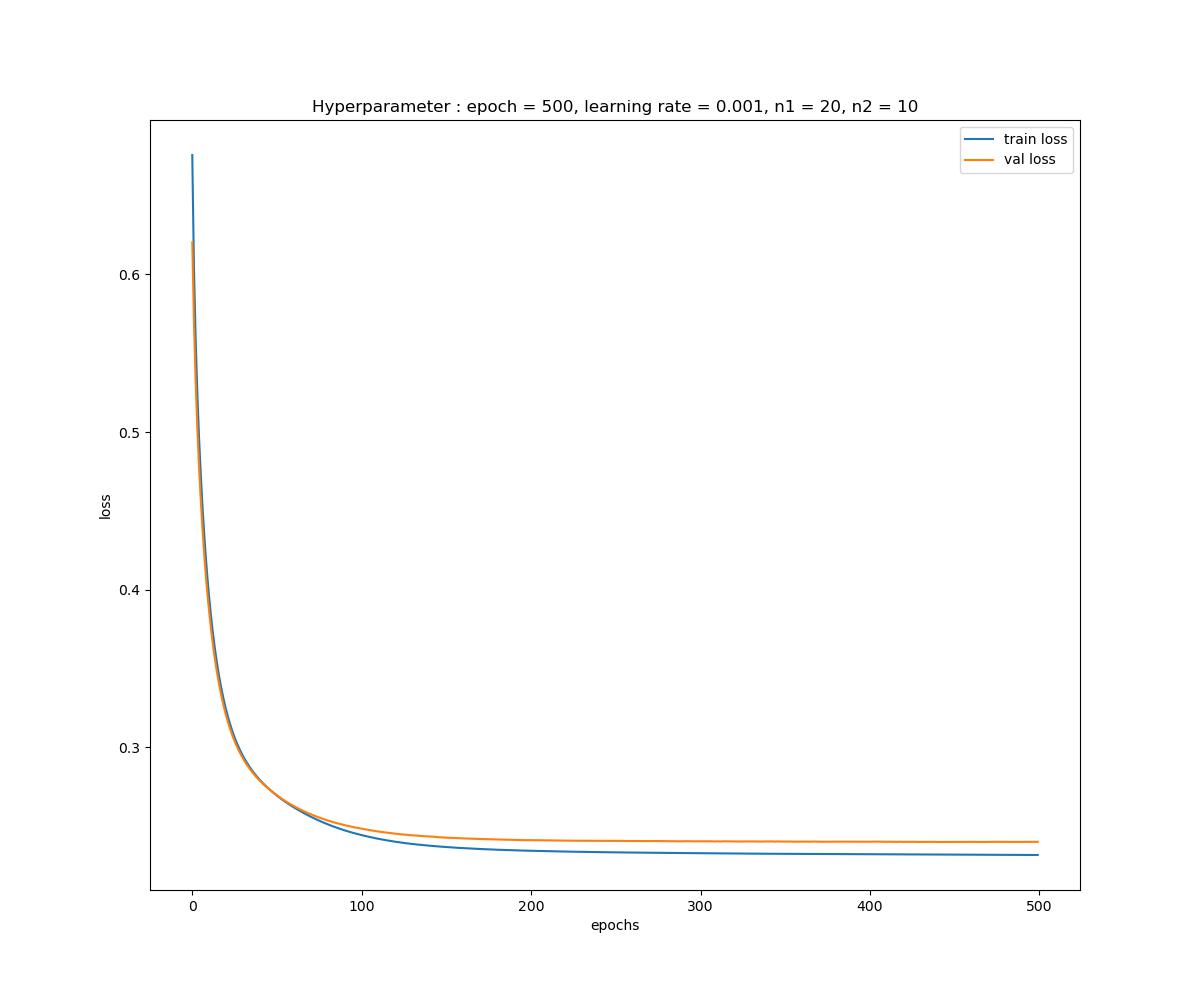 Hyperparameter : epoch = 500, learning rate = 0.001, n1 = 20, n2 = 10
train loss
val loss
0.6
0.5
0.4
0.3
loss
0
100
200
300
400
500
epochs